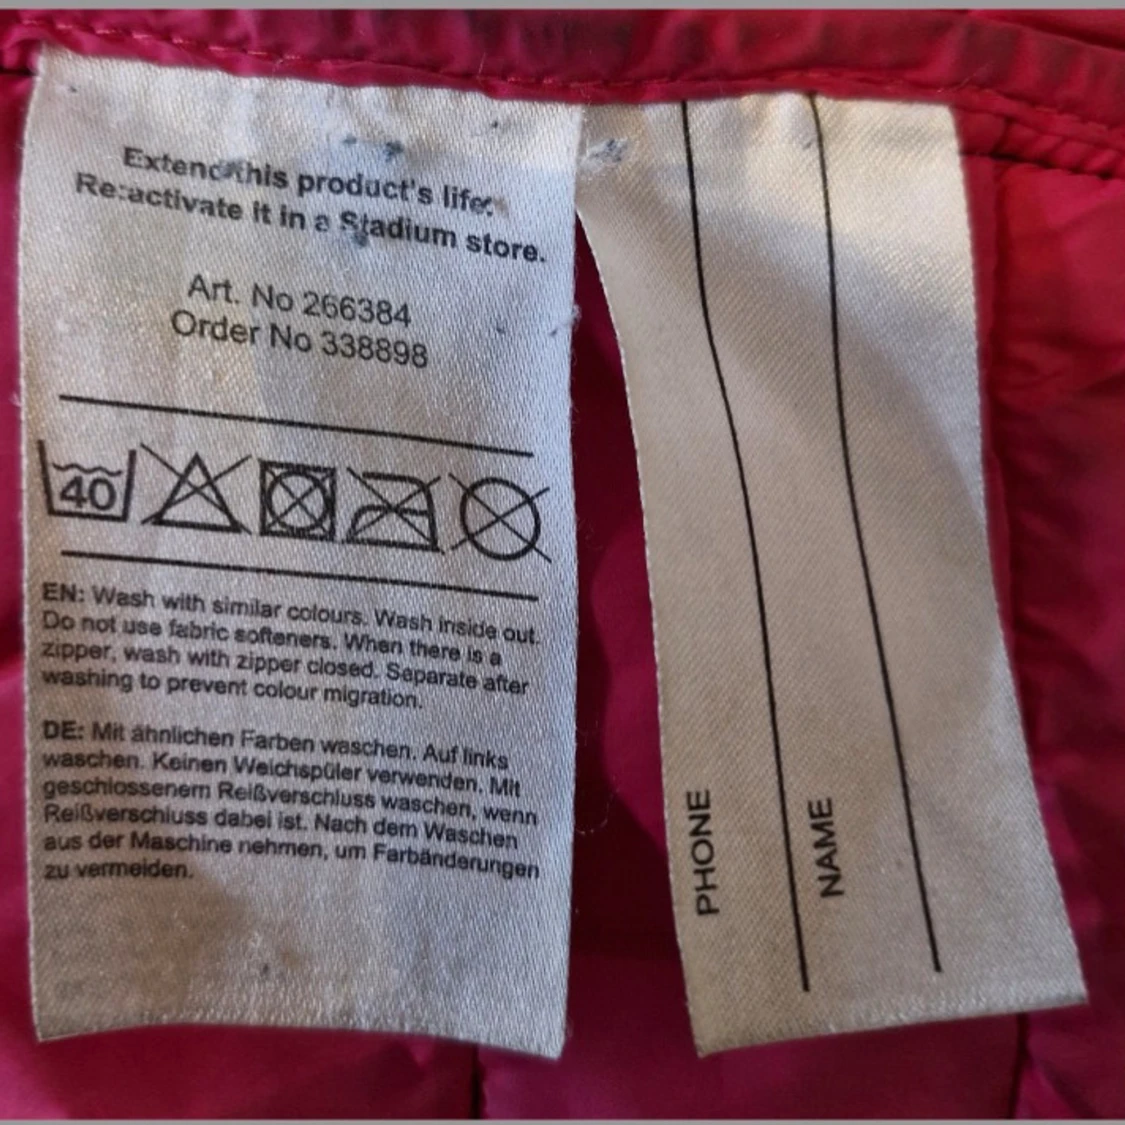 Extend this product's life:
Re:activate it in a Stadium store.
Art. No 266384
Order No 338898
40
EN: Wash with similar colours. Wash inside out.
Do not use fabric softeners. When there is a
zipper, wash with zipper closed. Separate after
washing to prevent colour migration.
DE: Mit ähnlichen Farben waschen. Auf links
waschen. Keinen Weichspüler verwenden. Mit
geschlossenem Reißverschluss waschen, wenn
Reißverschluss dabei ist. Nach dem Waschen
aus der Maschine nehmen, um Farbänderungen
zu vermeiden.
PHONE
NAME